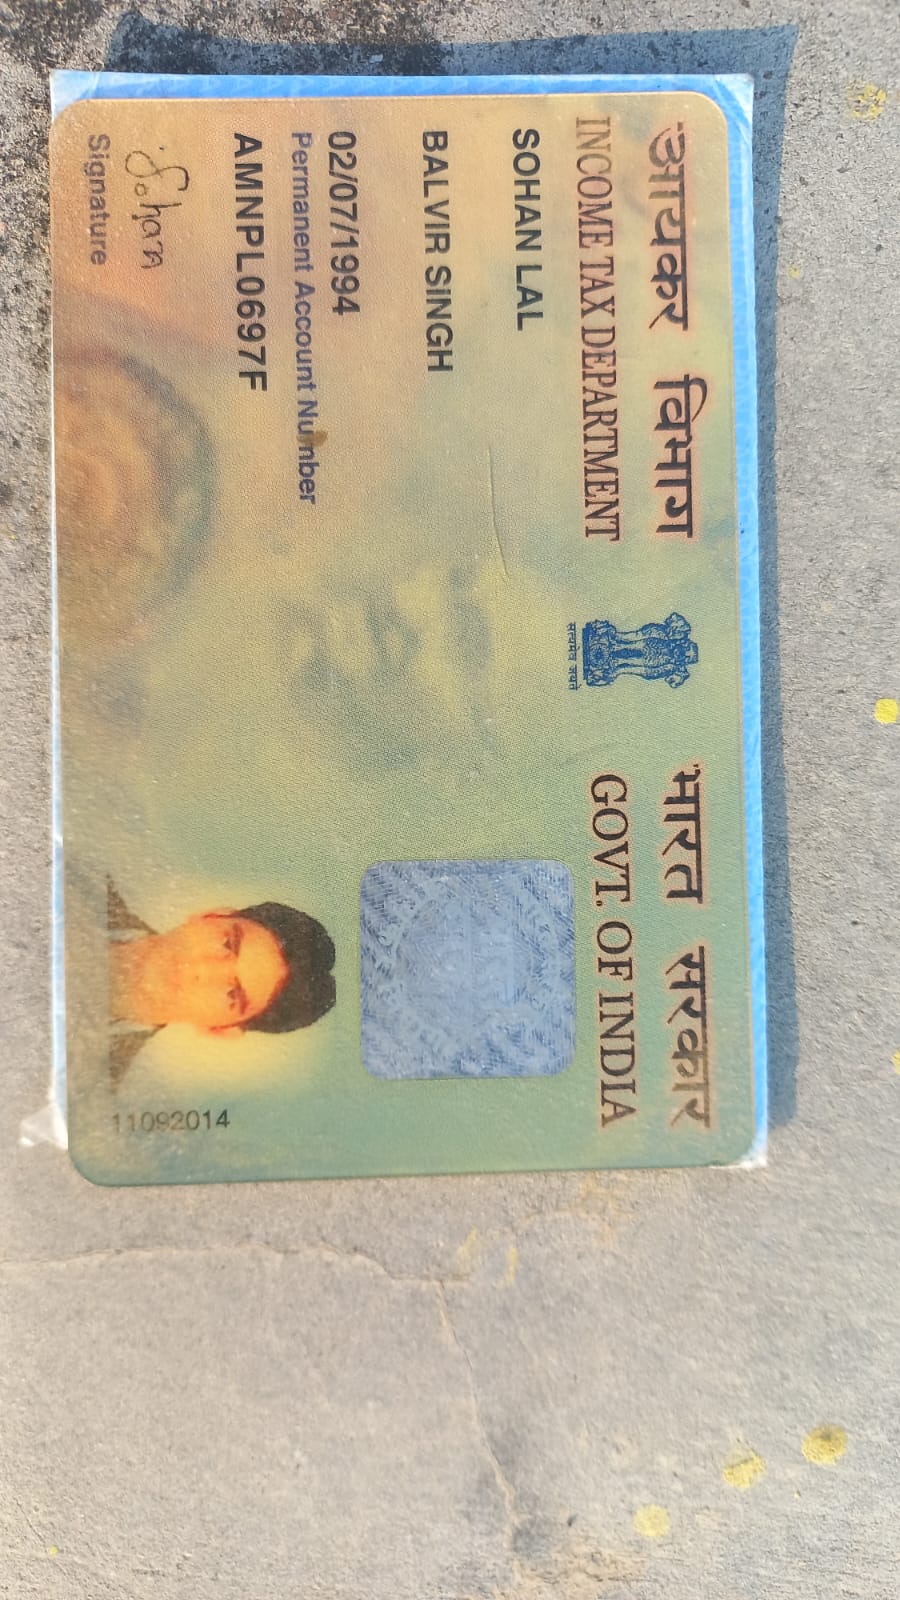 आयकर विभाग
INCOME TAX DEPARTMENT
सत्यमेव जयते
भारत सरकार
GOVT. OF INDIA
SOHAN LAL
BALVIR SINGH
02/07/1994
Permanent Account Number
AMNPL0697F
Sohan
Signature
11092014